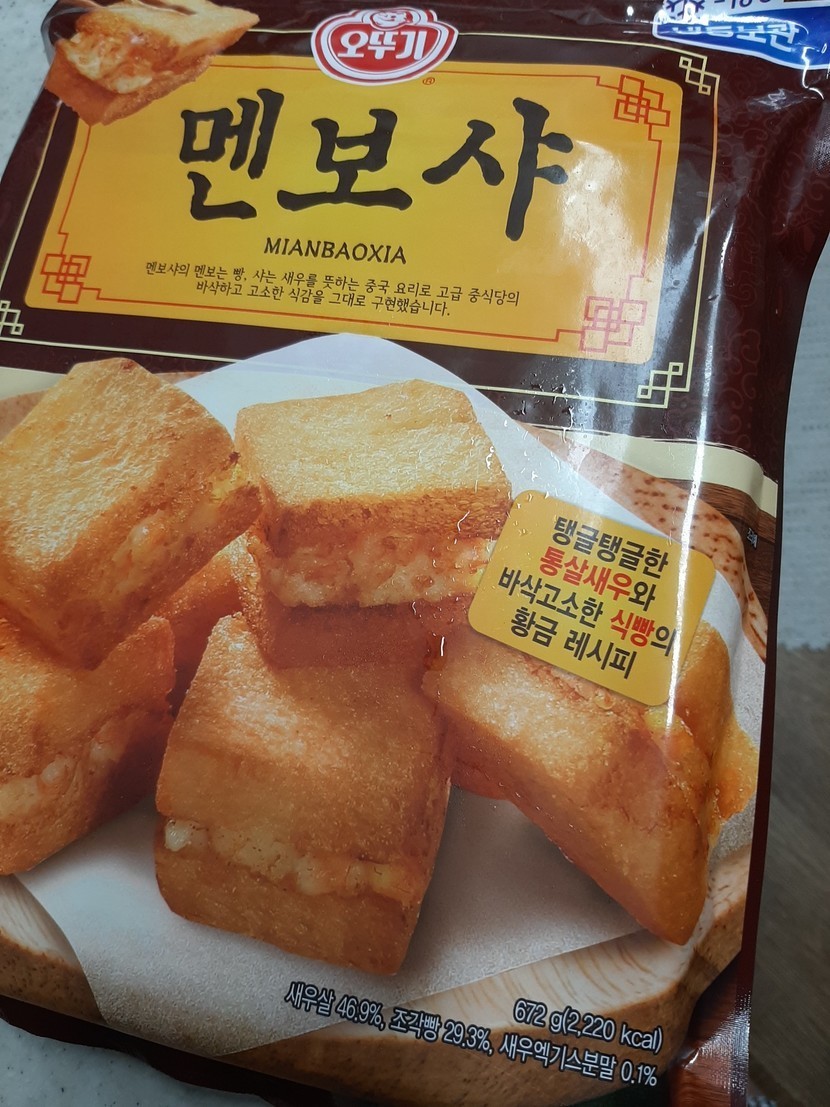 오뚜기
냉동보관
멘보샤
MIANBAOXIA
멘보샤의 멘보는 빵, 샤는 새우를 뜻하는 중국 요리로 고급 중식당의
바삭하고 고소한 식감을 그대로 구현했습니다.
탱글탱글한
통살새우와
바삭고소한 식빵의
황금 레시피
672 g(2,220 kcal)
새우살 46.9%, 조각빵 29.3%, 새우엑기스분말 0.1%